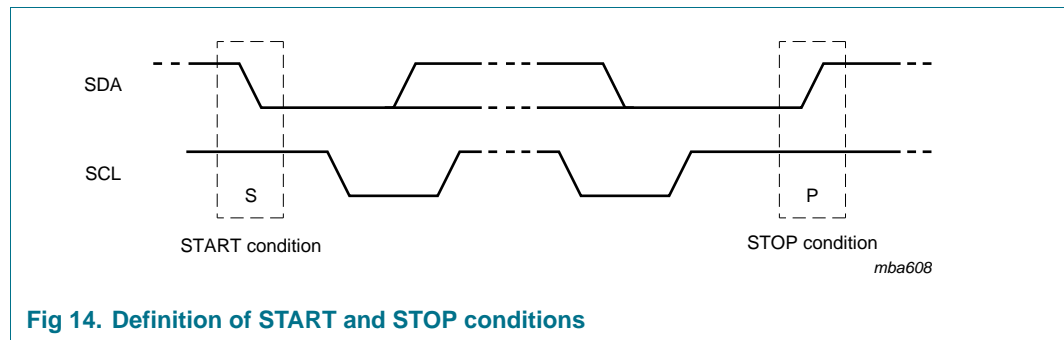 SDA
SCL
S
P
START condition
STOP condition
mba608
Fig 14. Definition of START and STOP conditions